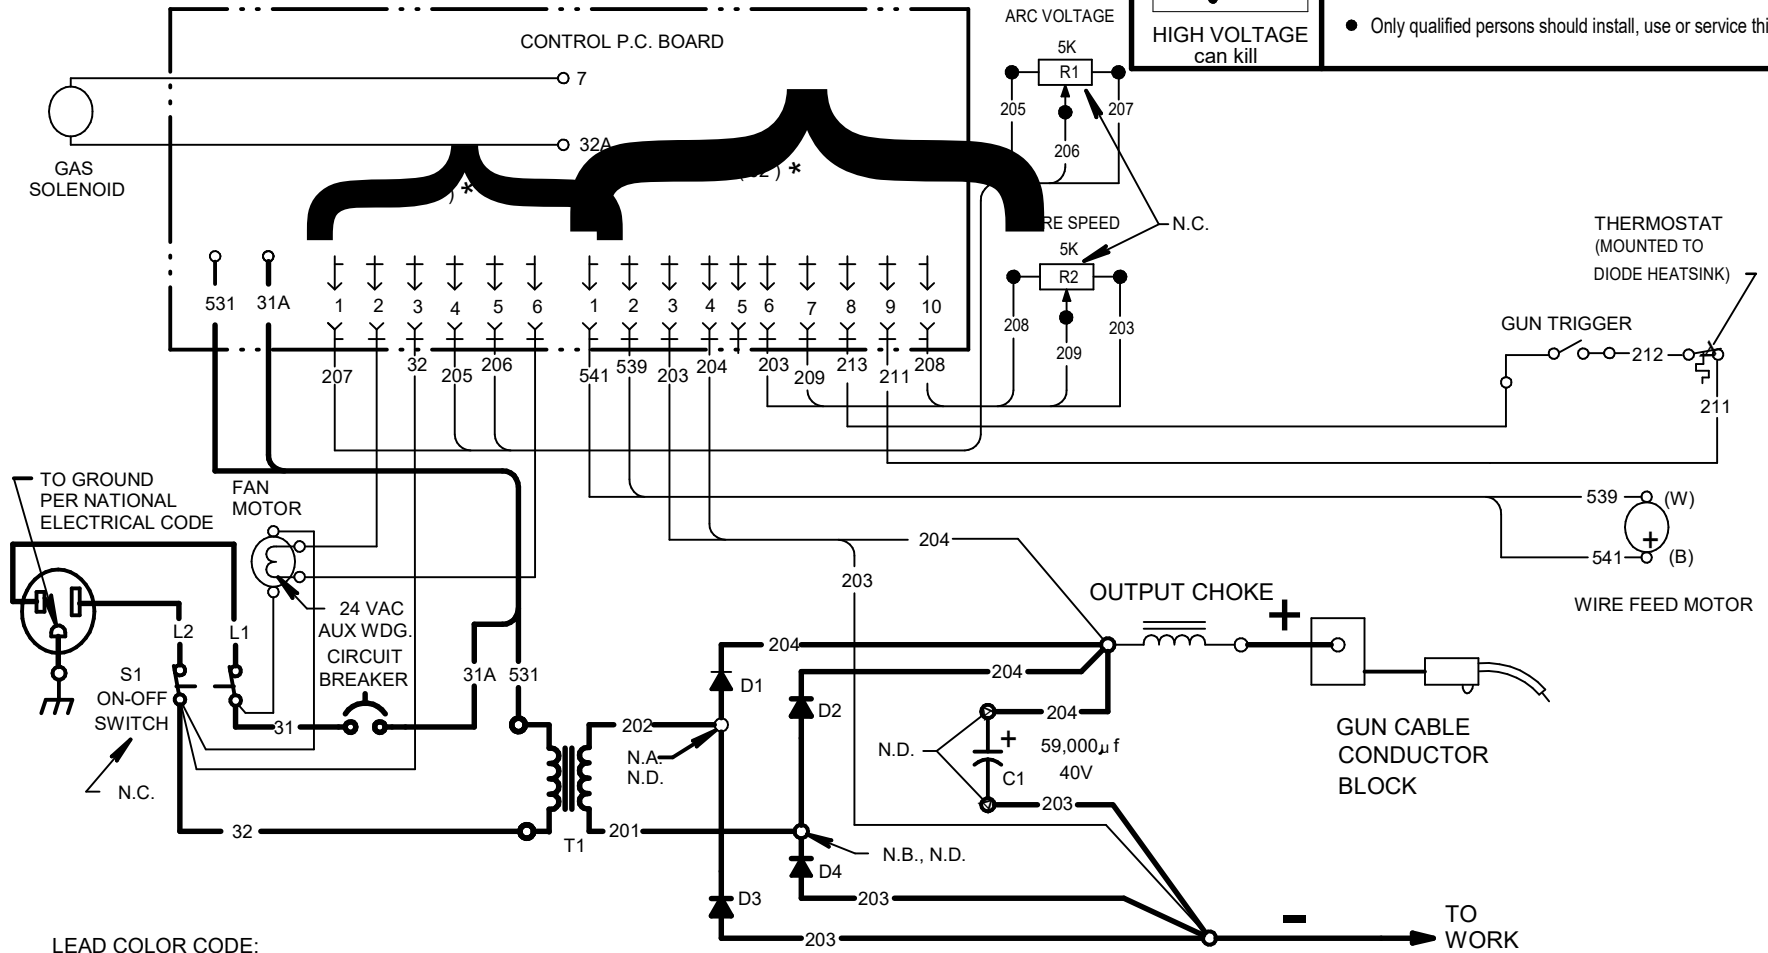 ARC VOLTAGE
HIGH VOLTAGE
can kill
● Only qualified persons should install, use or service thi
CONTROL P.C. BOARD
7
32A
) *
) *
GAS
SOLENOID
5K
R1
205
207
206
N.C.
RE SPEED
5K
R2
208
203
209
THERMOSTAT
(MOUNTED TO
DIODE HEATSINK)
GUN TRIGGER
212
211
531
31A
1 2 3 4 5 6
1 2 3 4 5 6 7 8 9 10
207
32
205
206
541
539
203
204
203
209
213
211
208
TO GROUND
PER NATIONAL
ELECTRICAL CODE
FAN
MOTOR
539
(W)
+
541
(B)
WIRE FEED MOTOR
204
203
24 VAC
AUX WDG.
CIRCUIT
BREAKER
L2
L1
S1
ON-OFF
SWITCH
N.C.
31
31A
531
32
T1
202
201
N.A.
N.D.
D1
D2
D3
D4
204
204
204
N.D.
+
59,000µf
40V
C1
203
N.B., N.D.
203
203
OUTPUT CHOKE
+
GUN CABLE
CONDUCTOR
BLOCK
-
TO
WORK
LEAD COLOR CODE: